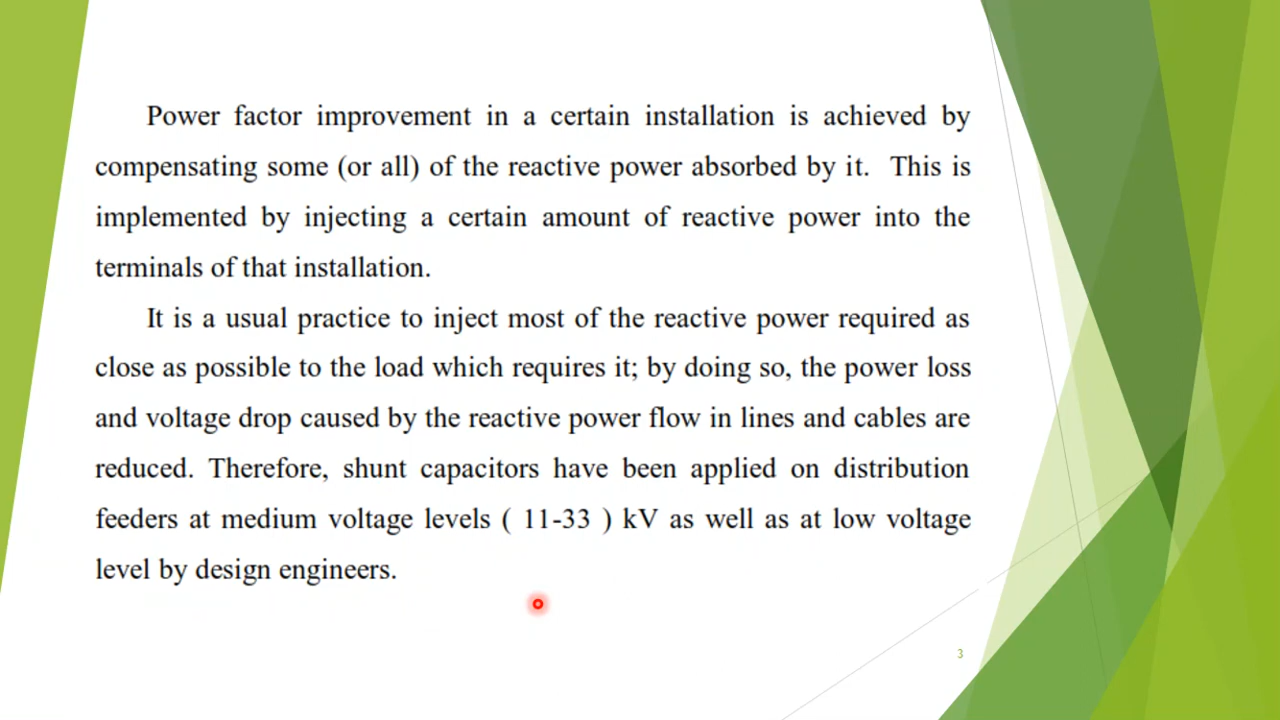 Power factor improvement in a certain installation is achieved by
compensating some (or all) of the reactive power absorbed by it. This is
implemented by injecting a certain amount of reactive power into the
terminals of that installation.
It is a usual practice to inject most of the reactive power required as
close as possible to the load which requires it; by doing so, the power loss
and voltage drop caused by the reactive power flow in lines and cables are
reduced. Therefore, shunt capacitors have been applied on distribution
feeders at medium voltage levels ( 11-33 ) kV as well as at low voltage
level by design engineers.
3